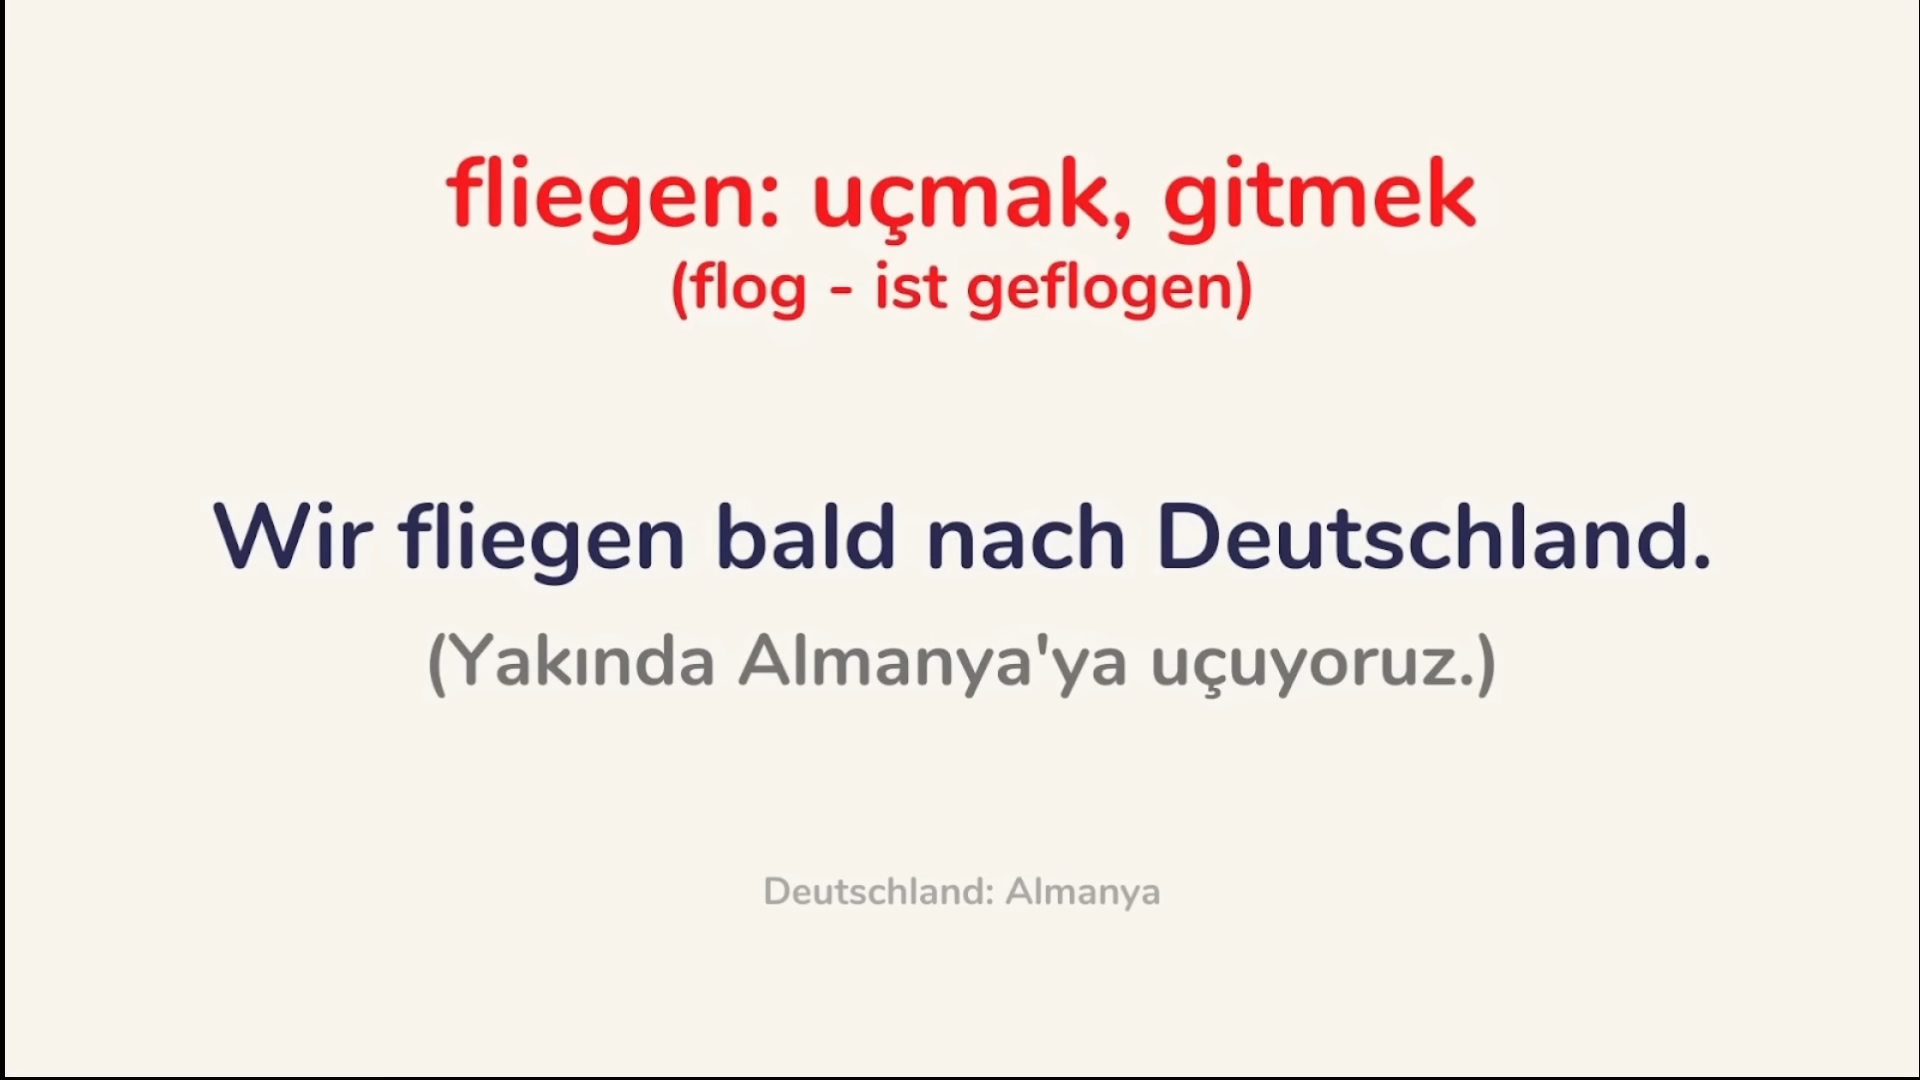 fliegen: uçmak, gitmek
(flog - ist geflogen)
Wir fliegen bald nach Deutschland.
(Yakında Almanya'ya uçuyoruz.)
Deutschland: Almanya